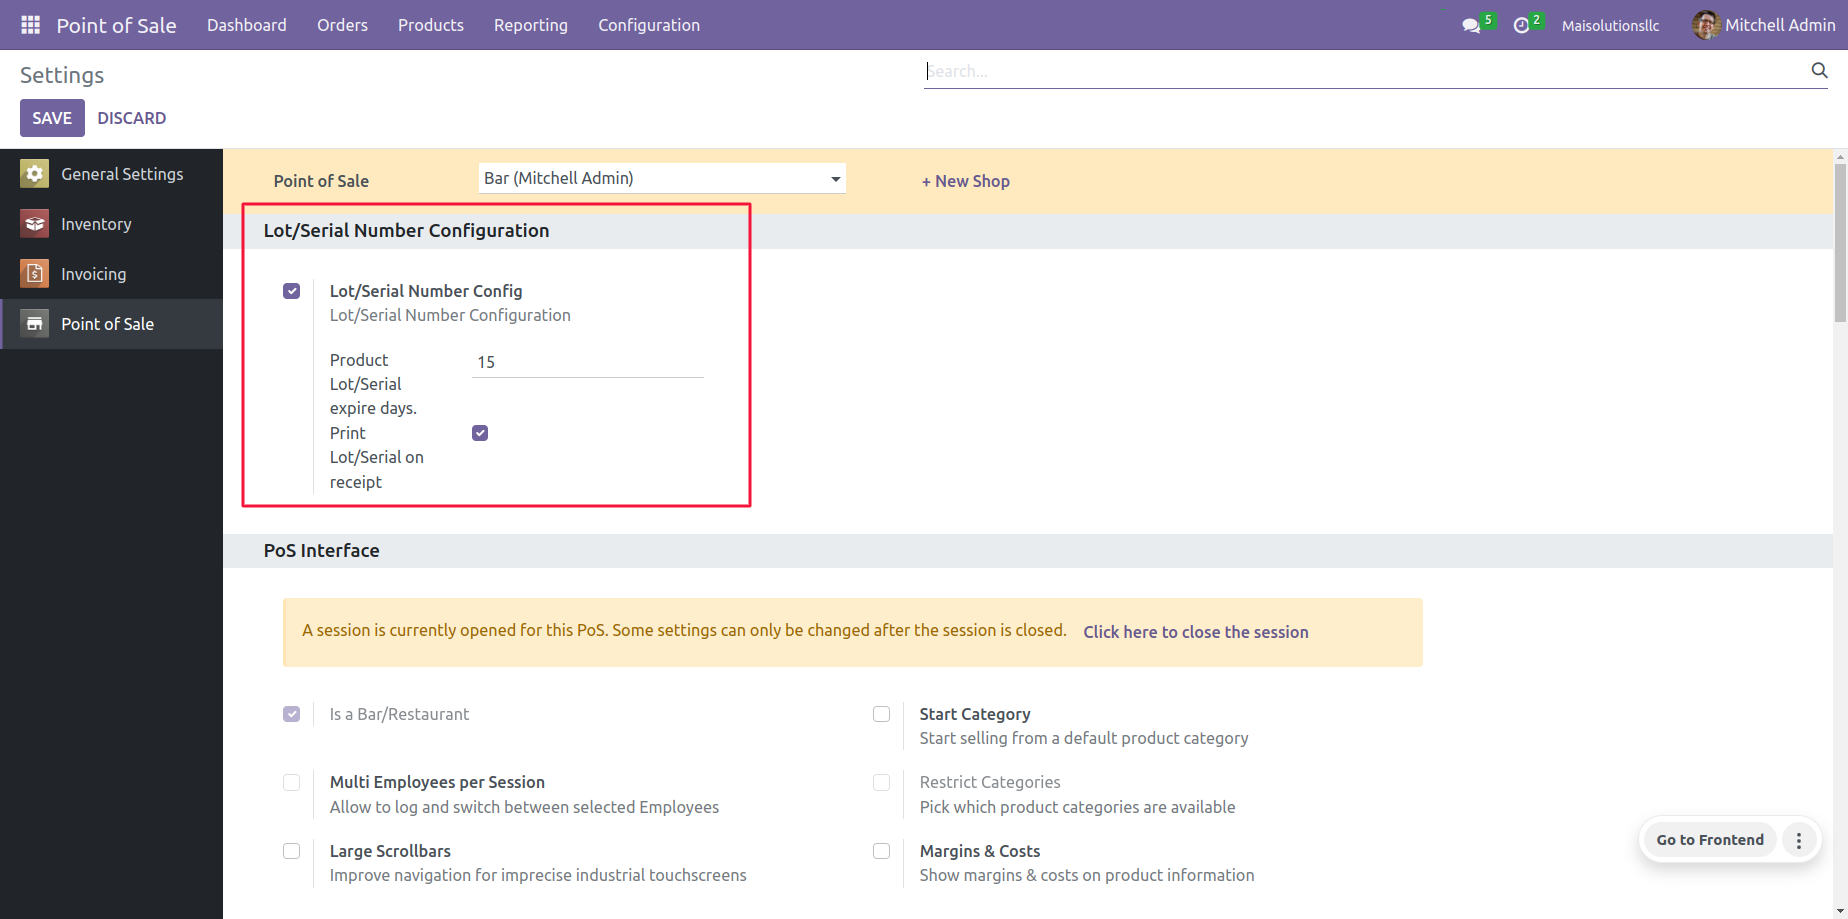 Point of Sale Dashboard Orders Products Reporting Configuration 5 2 Maisolutionsllc Mitchell Admin
Settings
Search...
SAVE DISCARD
General Settings
Inventory
Invoicing
Point of Sale
Point of Sale Bar (Mitchell Admin) + New Shop
Lot/Serial Number Configuration
Lot/Serial Number Config
Lot/Serial Number Configuration
Product
Lot/Serial
expire days.
15
Print
Lot/Serial on
receipt
PoS Interface
A session is currently opened for this PoS. Some settings can only be changed after the session is closed. Click here to close the session
Is a Bar/Restaurant
Start Category
Start selling from a default product category
Multi Employees per Session
Allow to log and switch between selected Employees
Restrict Categories
Pick which product categories are available
Large Scrollbars
Improve navigation for imprecise industrial touchscreens
Margins & Costs
Show margins & costs on product information
Go to Frontend